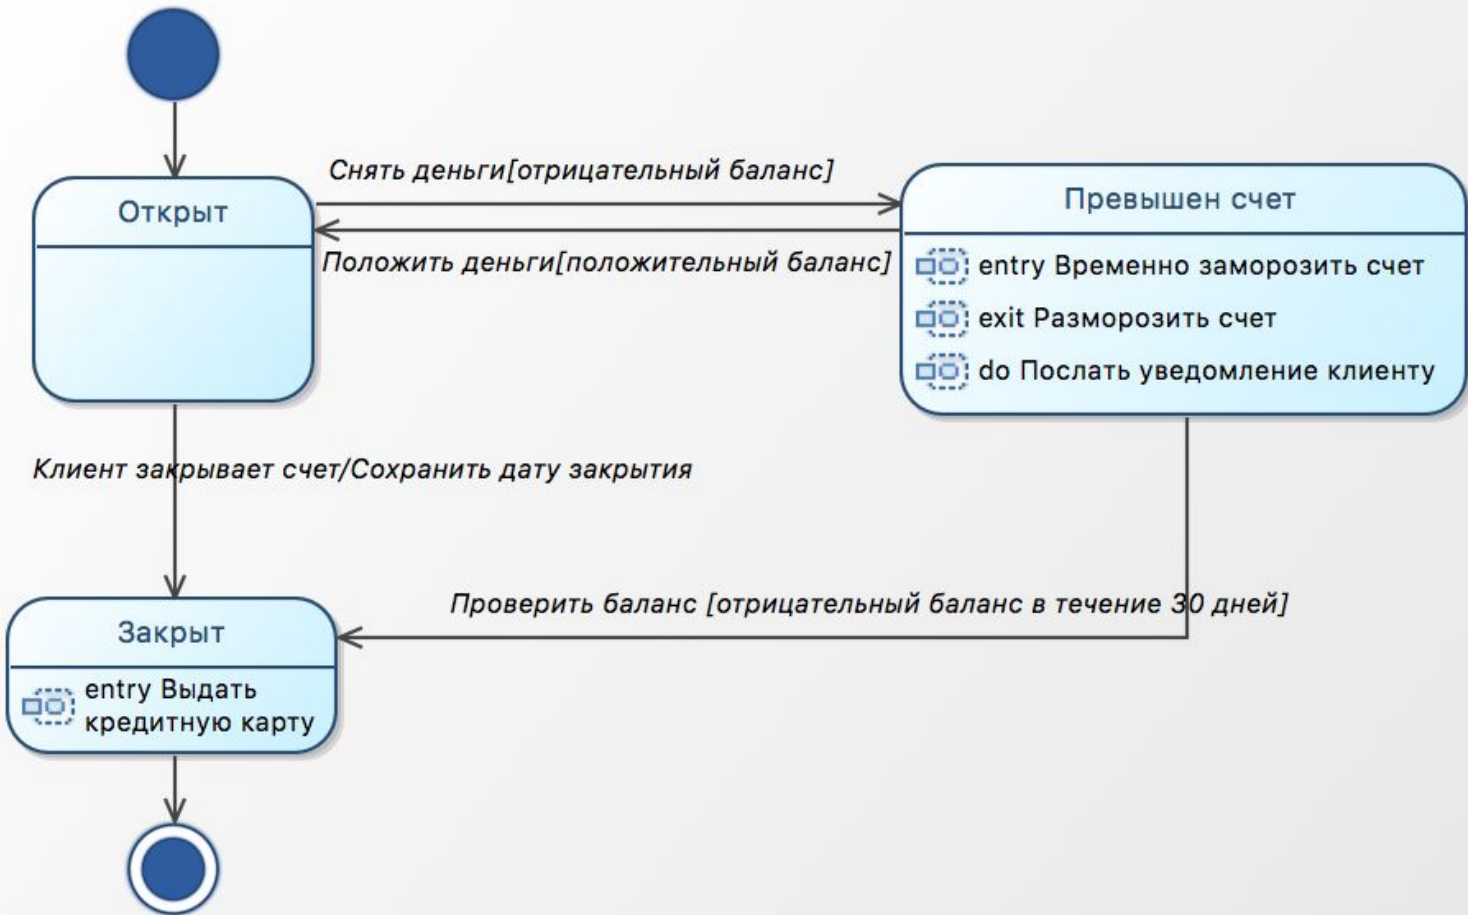 Снять деньги[отрицательный баланс]
Открыт
Превышен счет
Положить деньги[положительный баланс]
entry Временно заморозить счет
exit Разморозить счет
do Послать уведомление клиенту
Клиент закрывает счет/Сохранить дату закрытия
Проверить баланс [отрицательный баланс в течение 30 дней]
Закрыт
entry Выдать
кредитную карту